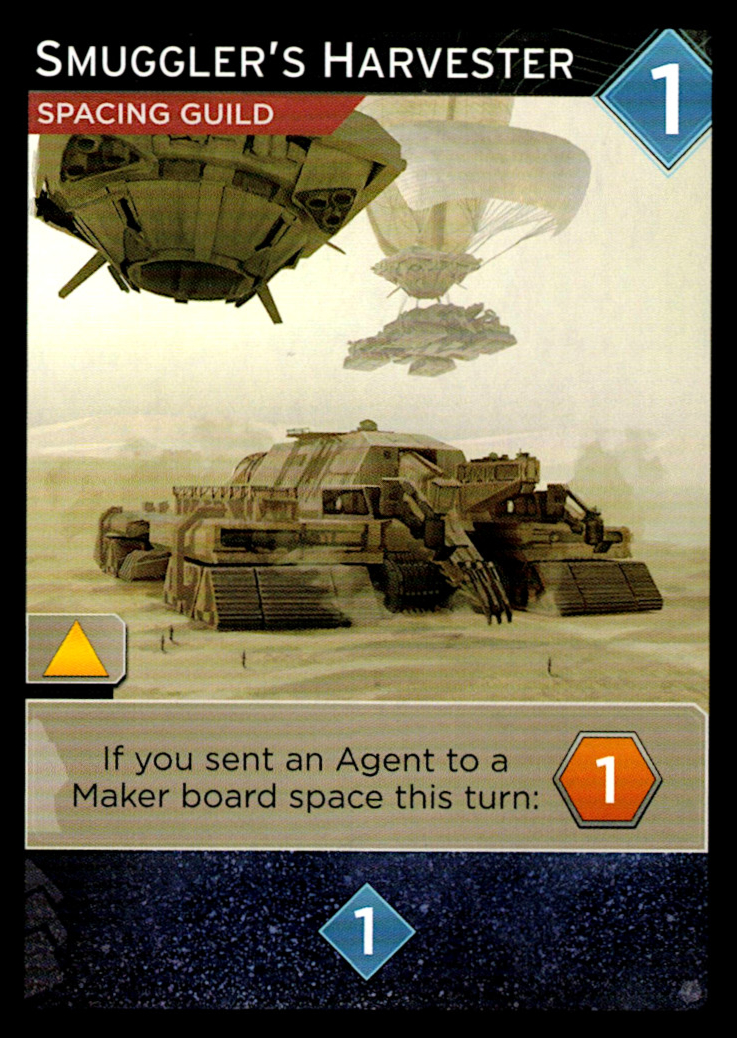 SMUGGLER'S HARVESTER
1
SPACING GUILD
If you sent an Agent to a
Maker board space this turn:
1
1